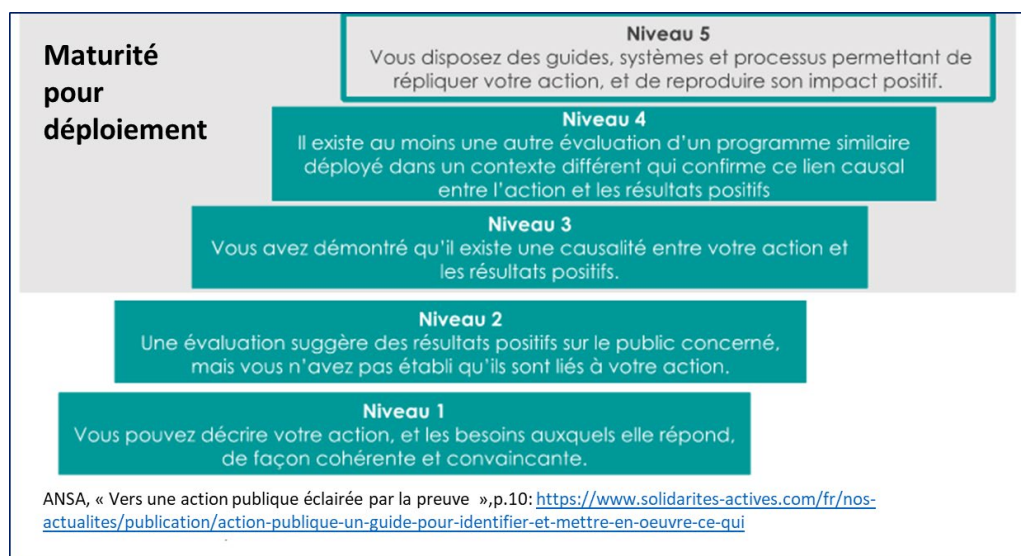 Maturité
pour
déploiement
Niveau 5
Vous disposez des guides, systèmes et processus permettant de
répliquer votre action, et de reproduire son impact positif.
Niveau 4
Il existe au moins une autre évaluation d'un programme similaire
déployé dans un contexte différent qui confirme ce lien causal
entre l'action et les résultats positifs
Niveau 3
Vous avez démontré qu'il existe une causalité entre votre action et
les résultats positifs.
Niveau 2
Une évaluation suggère des résultats positifs sur le public concerné,
mais vous n'avez pas établi qu'ils sont liés à votre action.
Niveau 1
Vous pouvez décrire votre action, et les besoins auxquels elle répond,
de façon cohérente et convaincante.
ANSA, « Vers une action publique éclairée par la preuve »,p.10: https://www.solidarites-actives.com/fr/nos-
actualites/publication/action-publique-un-guide-pour-identifier-et-mettre-en-oeuvre-ce-qui